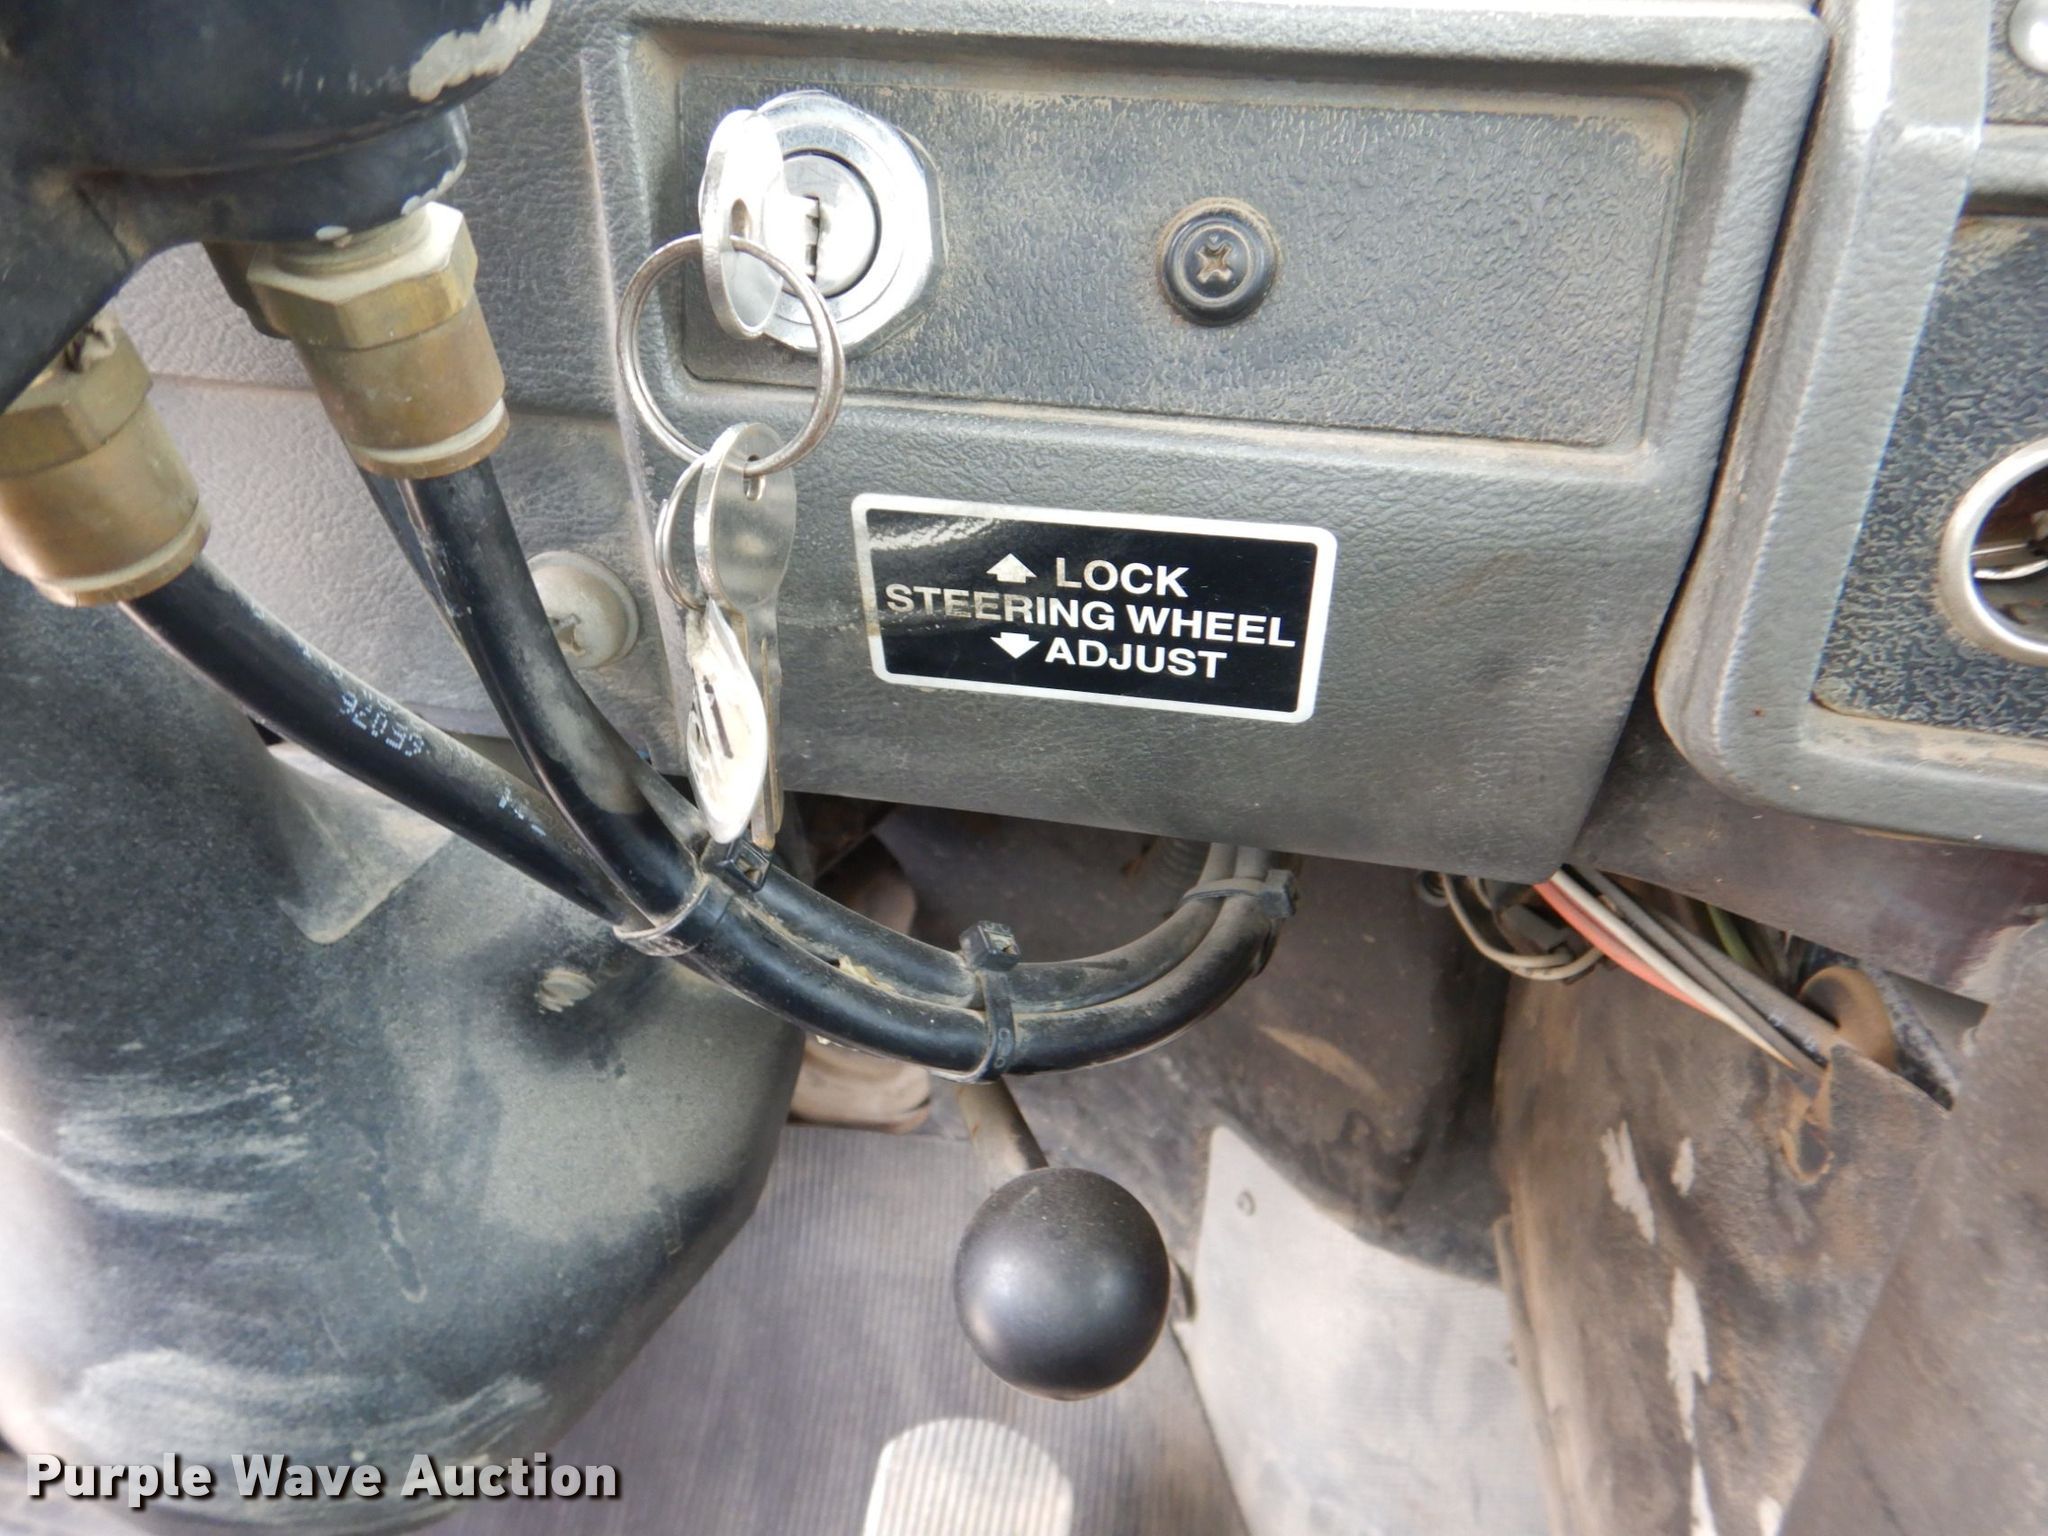 ↑ LOCK
STEERING WHEEL
↓ ADJUST
Purple Wave Auction